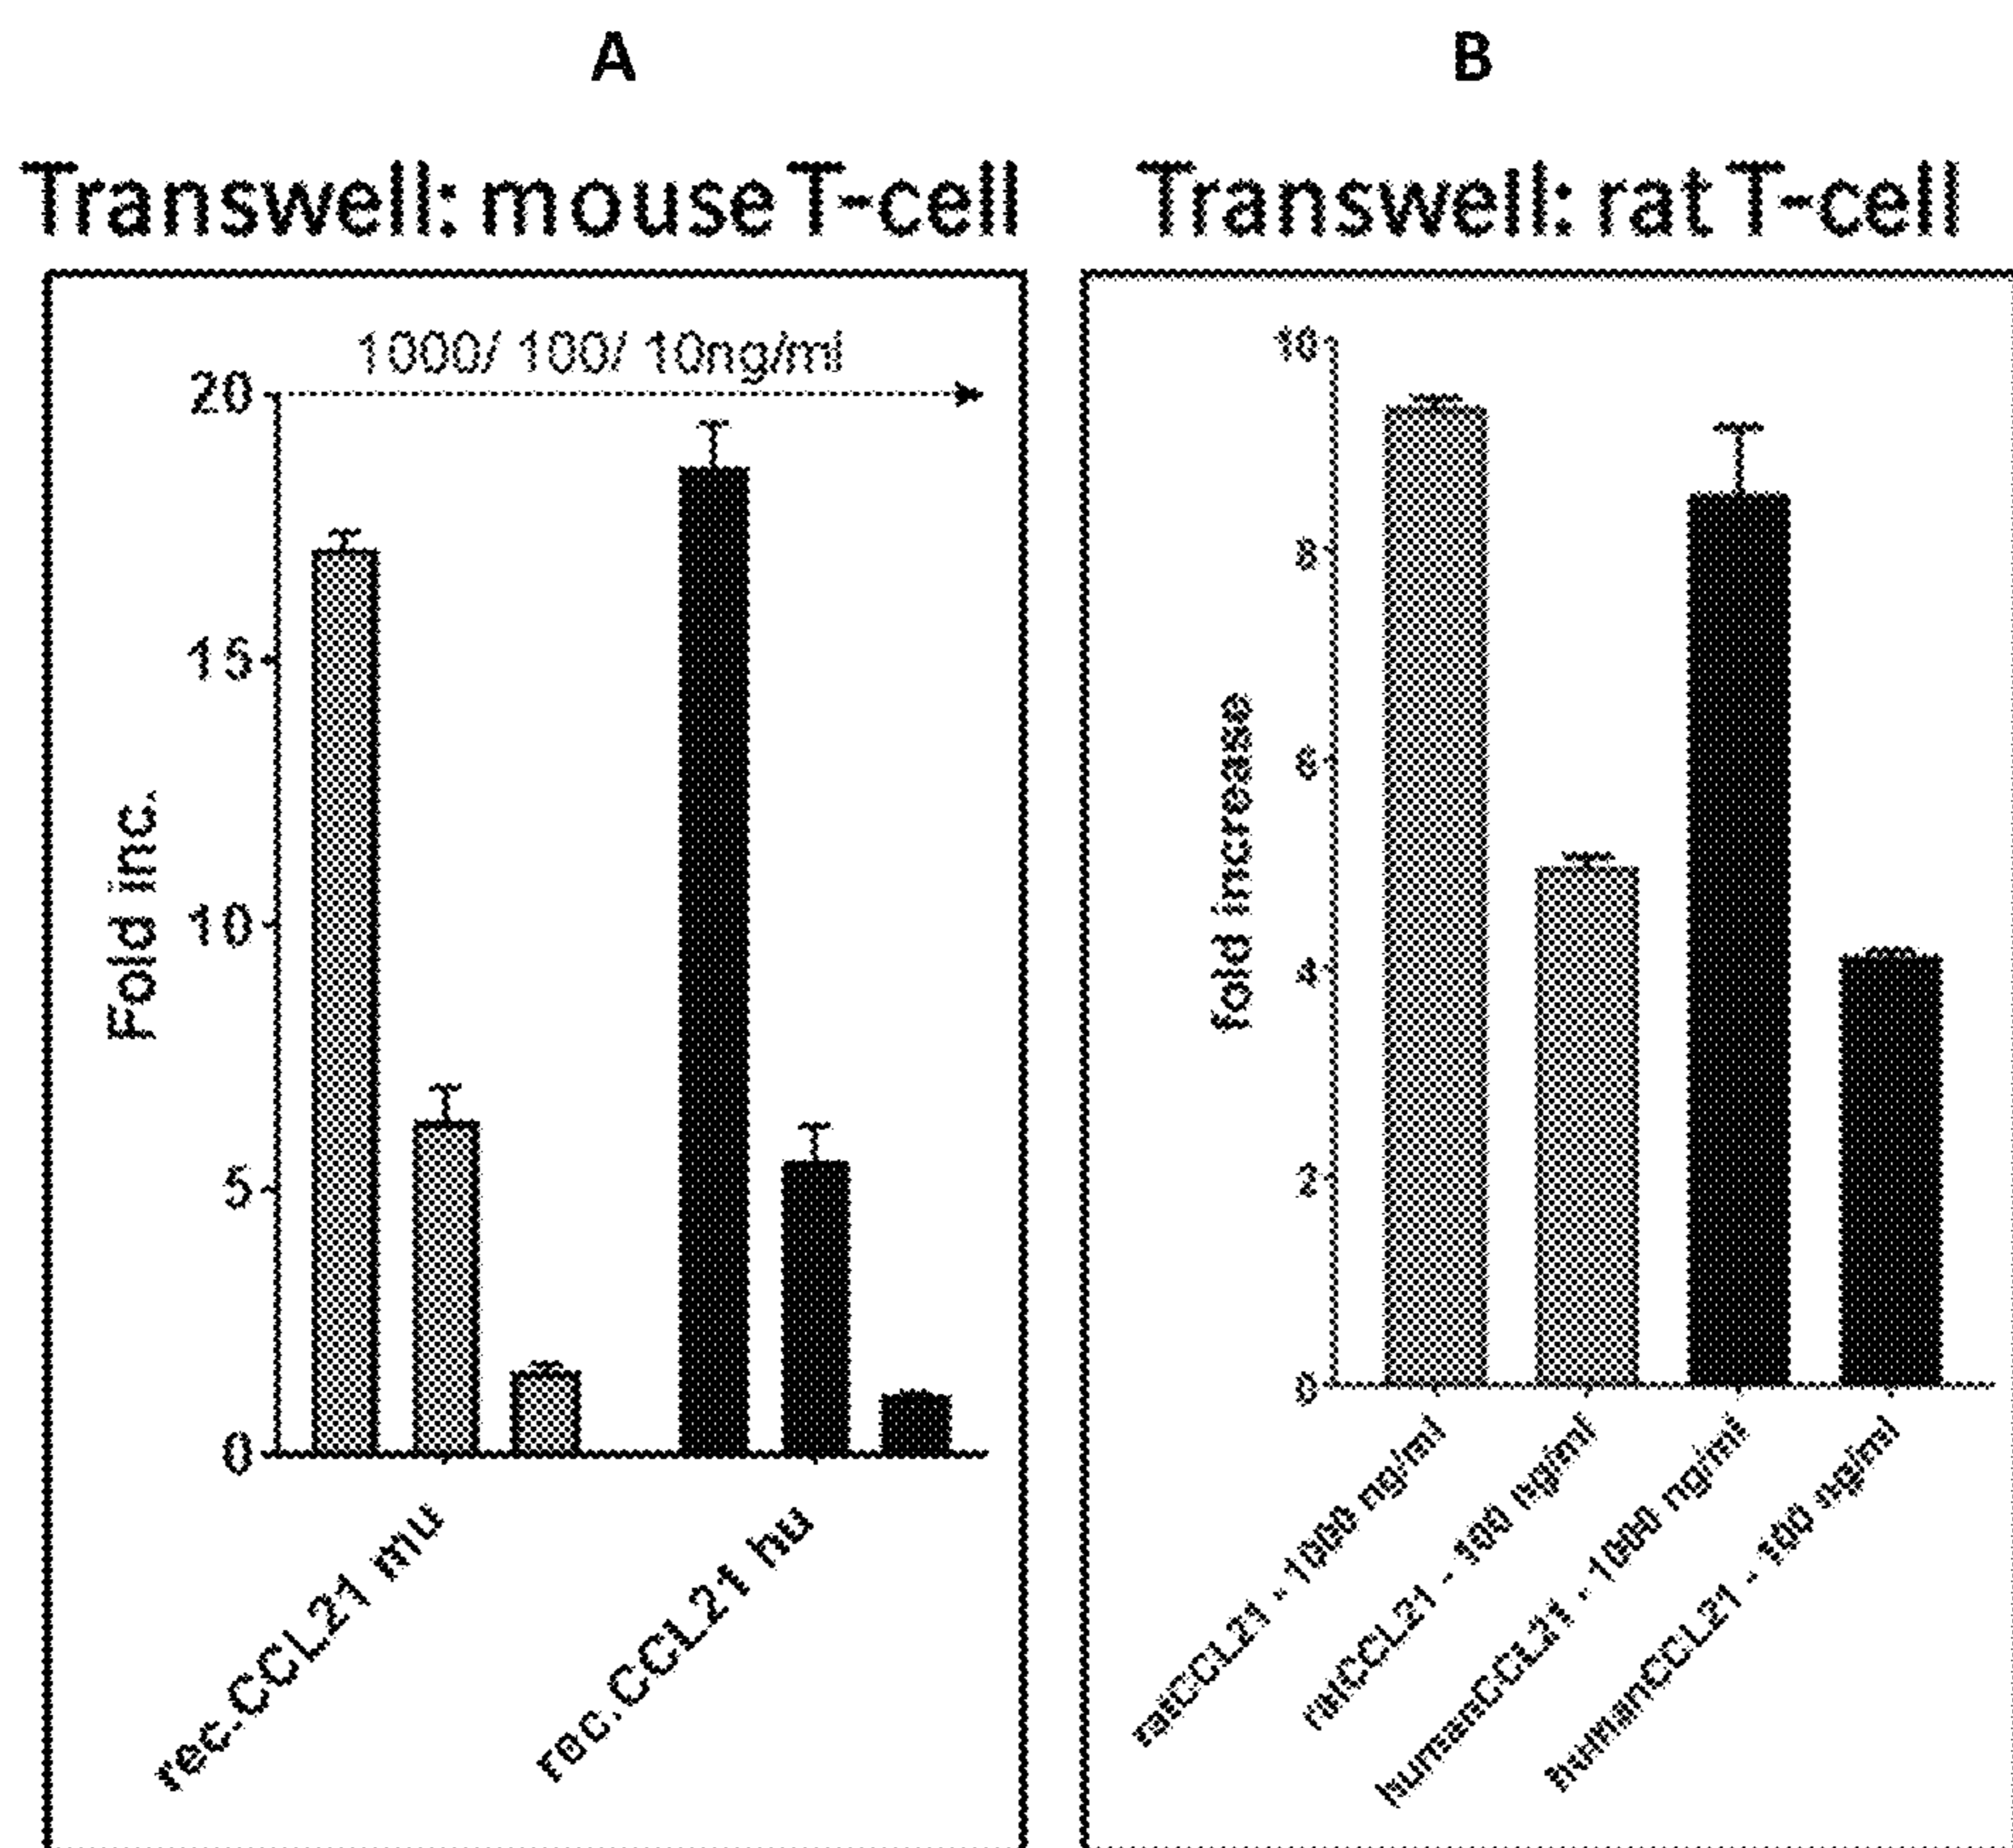 A
Transwell: mouse T-cell
1000/ 100/ 10ng/ml
20
15
10
5
0
Fold inc.
rec.CCL21 mu
rec.CCL21 hu
B
Transwell: rat T-cell
10
8
6
4
2
0
fold increase
ratCCL21 - 1000 ng/ml
ratCCL21 - 100 ng/ml
humanCCL21 - 1000 ng/ml
humanCCL21 - 100 ng/ml